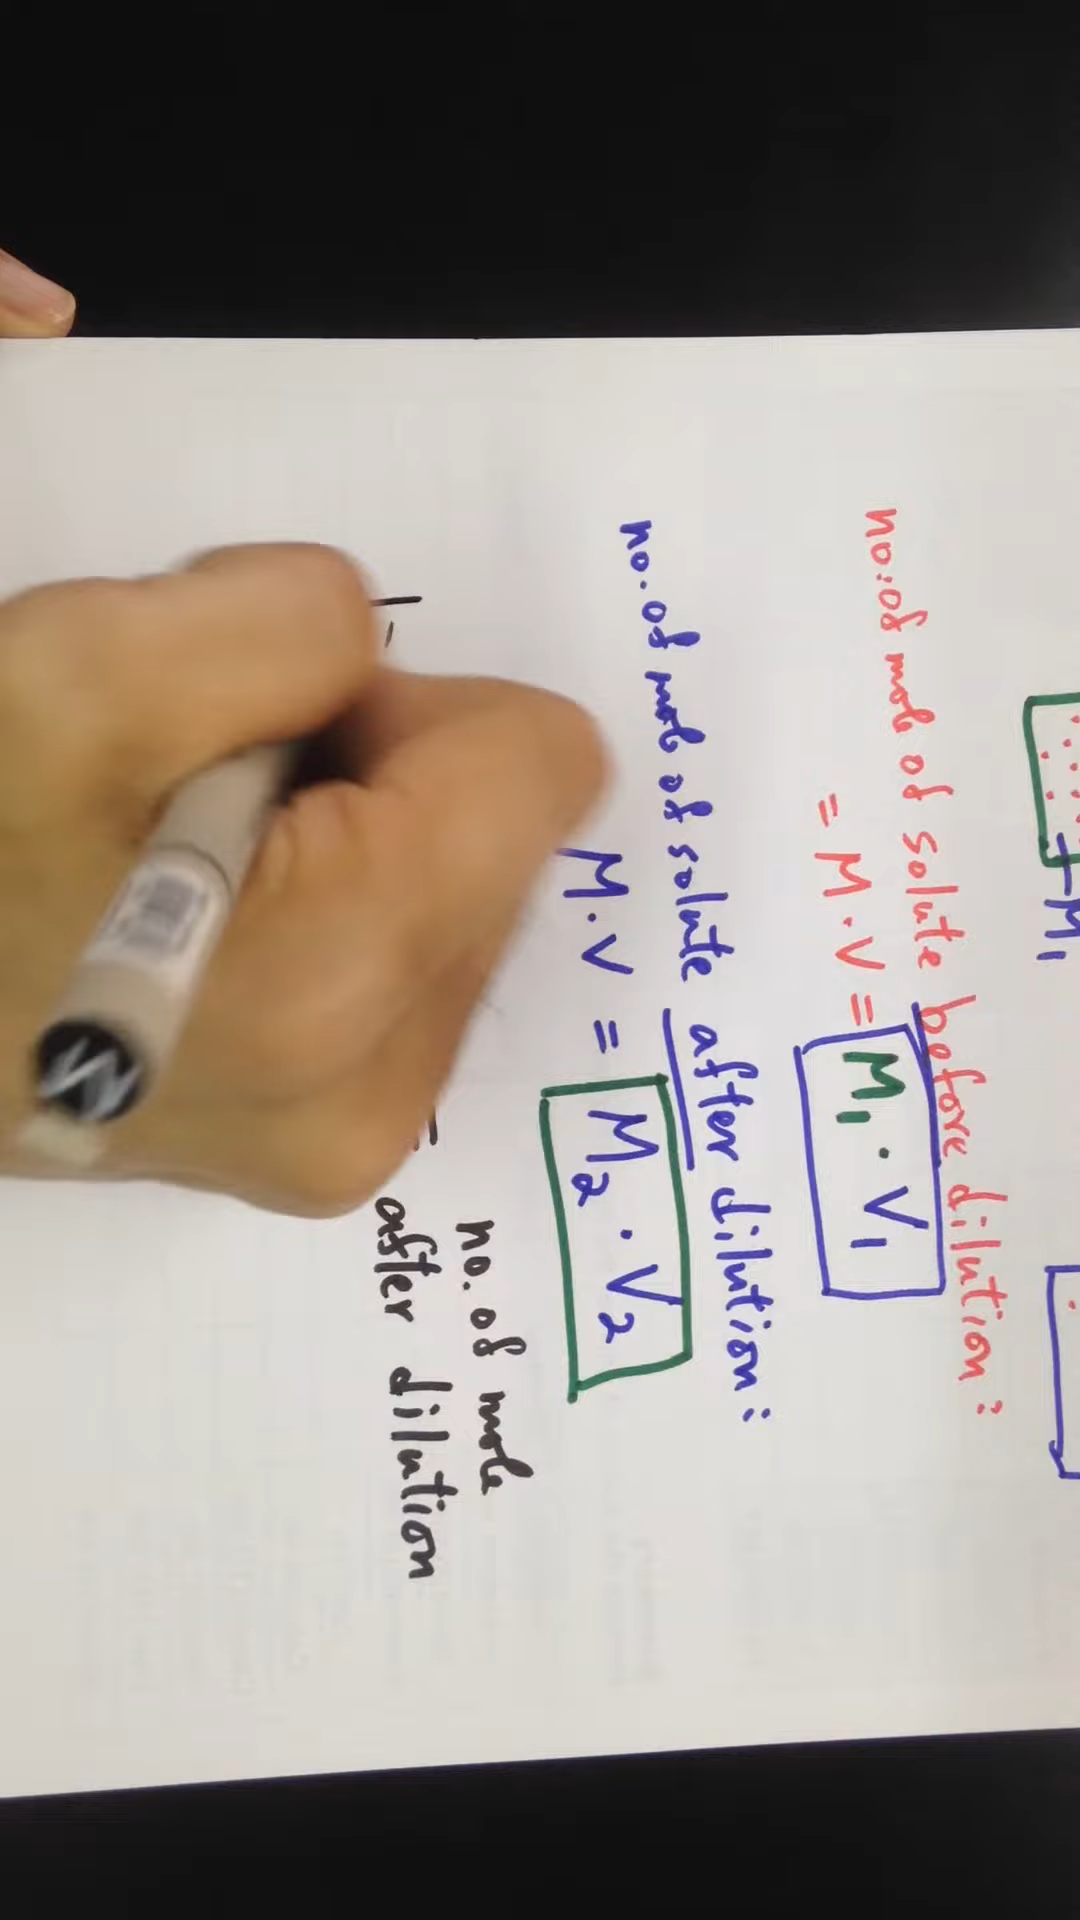 M₁
no. of mole of solute before dilution :
= M · V = M₁ · V₁
no. of mole of solute after dilution :
M · V = M₂ · V₂
no. of mole
after dilution